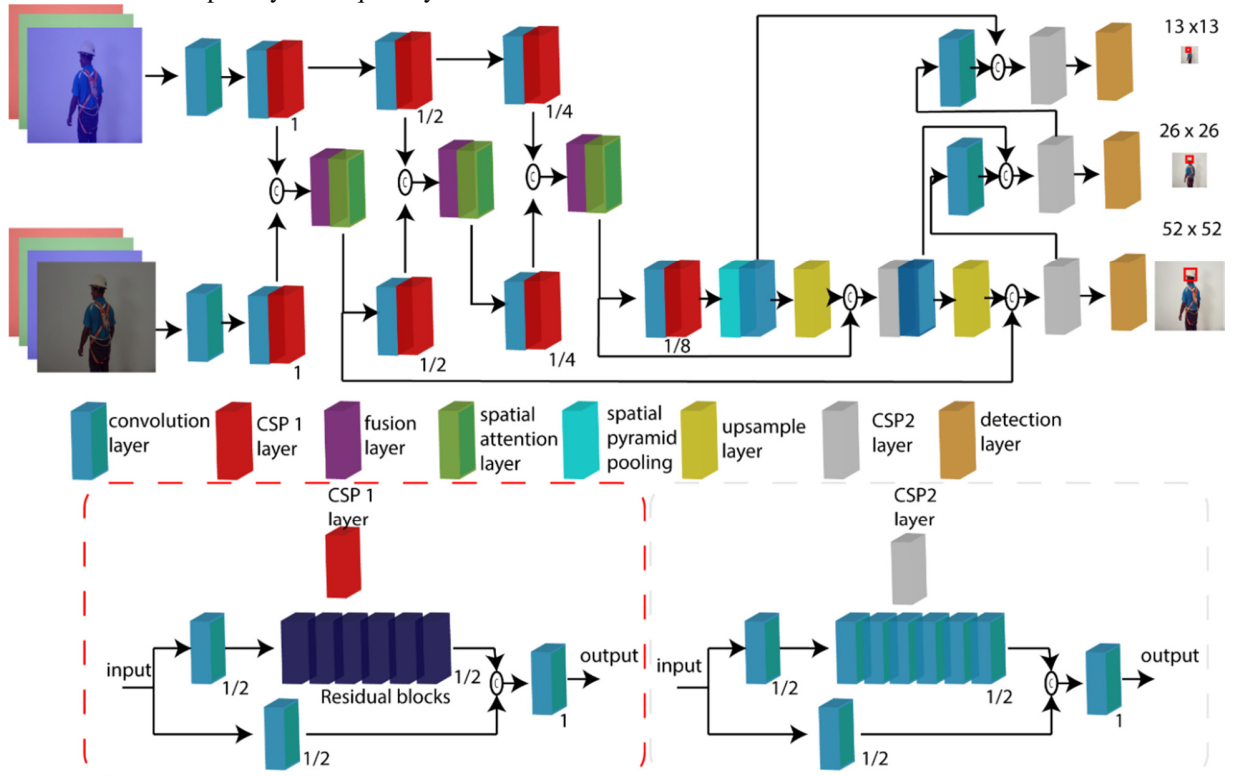 13 x13
1
1/2
1/4
C
C
C
C
26 x 26
C
52 x 52
C
C
1
1/2
1/4
1/8
convolution
layer
CSP 1
layer
fusion
layer
spatial
attention
layer
spatial
pyramid
pooling
upsample
layer
CSP2
layer
detection
layer
CSP 1
layer
input
1/2
Residual blocks
1/2
1/2
C
1
output
CSP2
layer
input
1/2
1/2
1/2
C
1
output